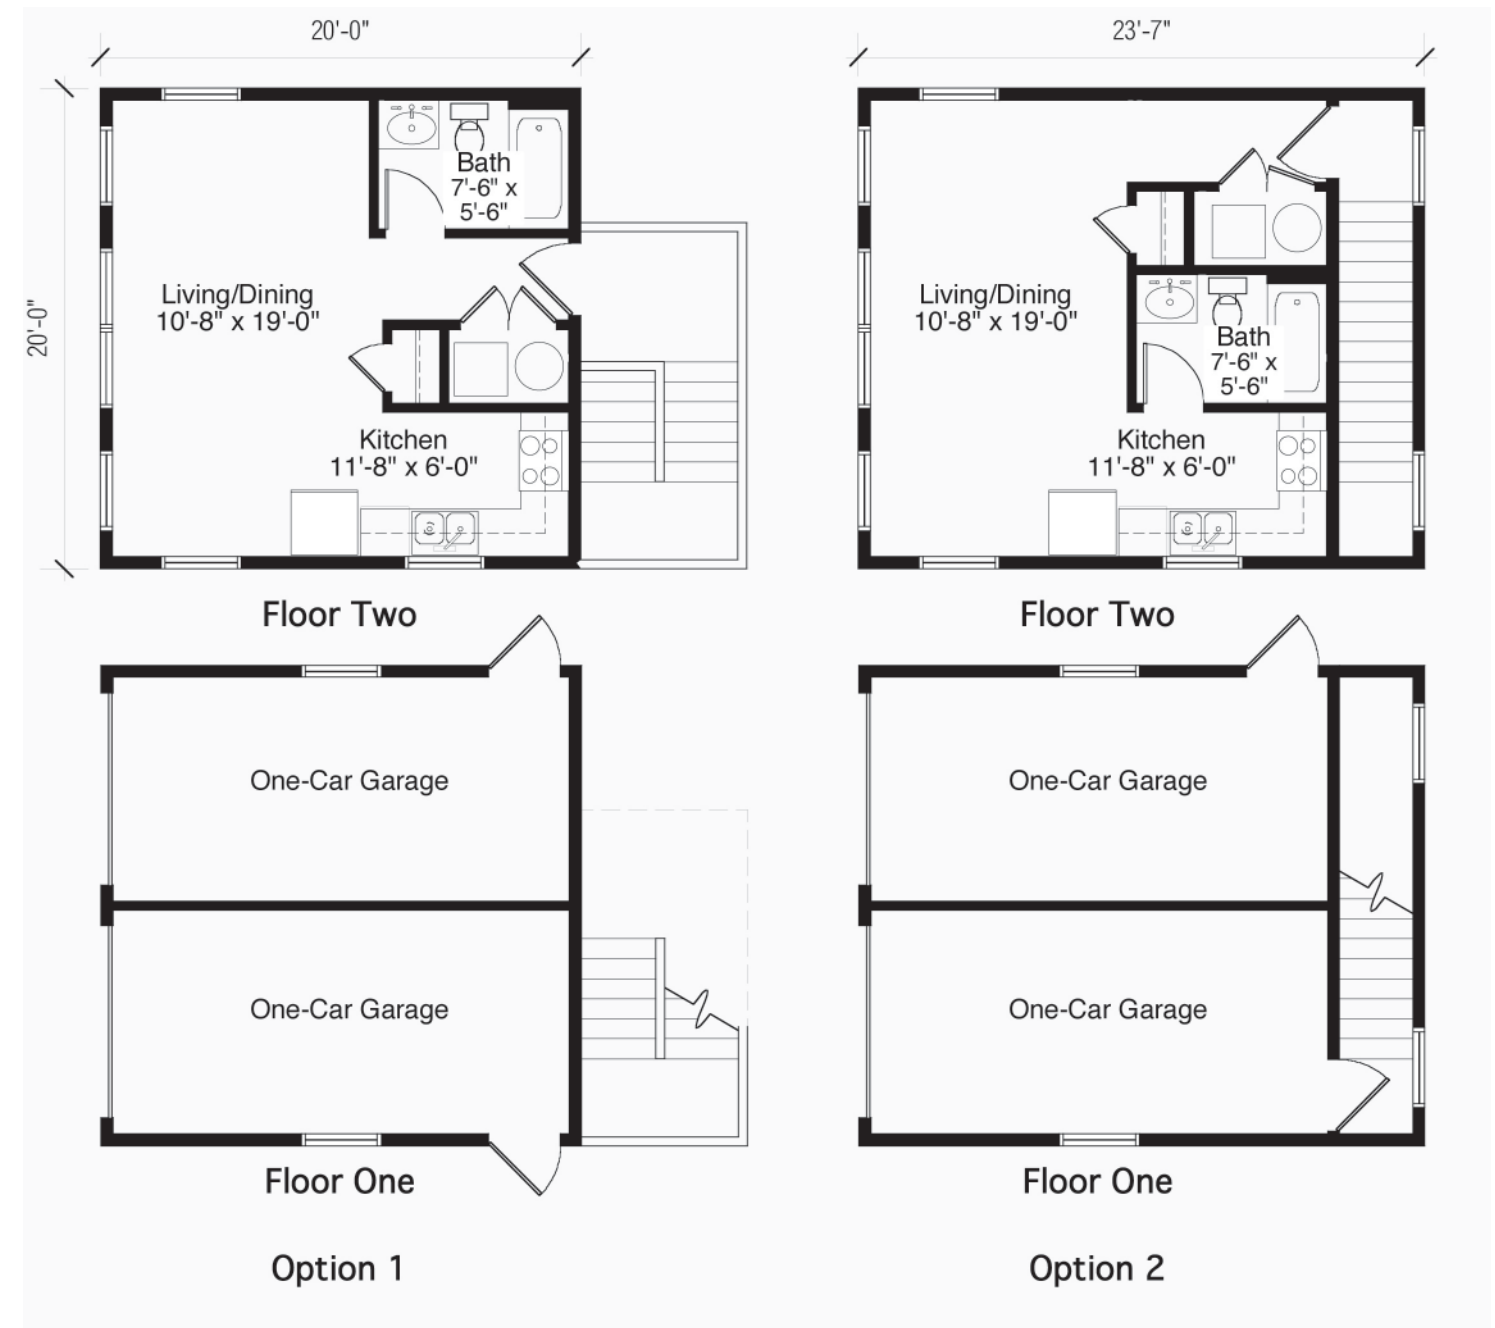 20'-0"
23'-7"
20'-0"
Bath
7'-6" x
5'-6"
Living/Dining
10'-8" x 19'-0"
Kitchen
11'-8" x 6'-0"
Floor Two
Living/Dining
10'-8" x 19'-0"
Bath
7'-6" x
5'-6"
Kitchen
11'-8" x 6'-0"
Floor Two
One-Car Garage
One-Car Garage
Floor One
Option 1
One-Car Garage
One-Car Garage
Floor One
Option 2